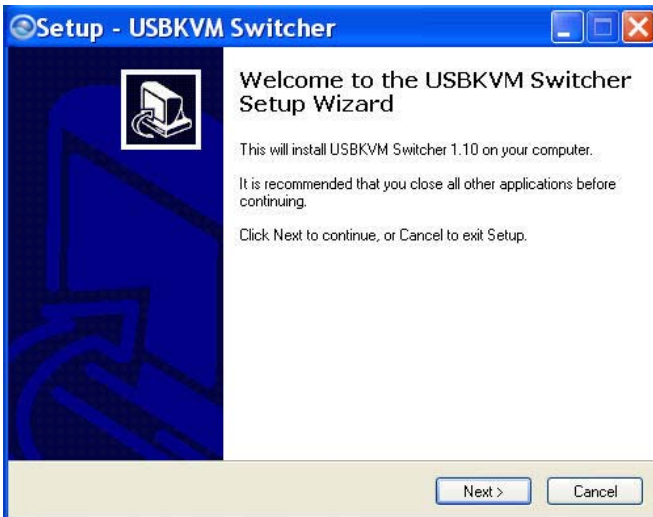 Setup - USBKVM Switcher
Welcome to the USBKVM Switcher
Setup Wizard
This will install USBKVM Switcher 1.10 on your computer.
It is recommended that you close all other applications before
continuing.
Click Next to continue, or Cancel to exit Setup.
Next >
Cancel